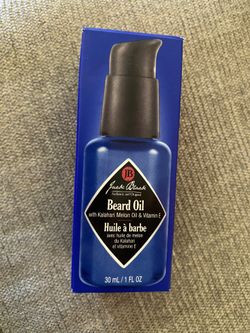 JB
Jack Black
Beard Oil
with Kalahari Melon Oil & Vitamin E
Huile à barbe
avec huile de melon
du Kalahari
et vitamine E
30 mL / 1 FL OZ